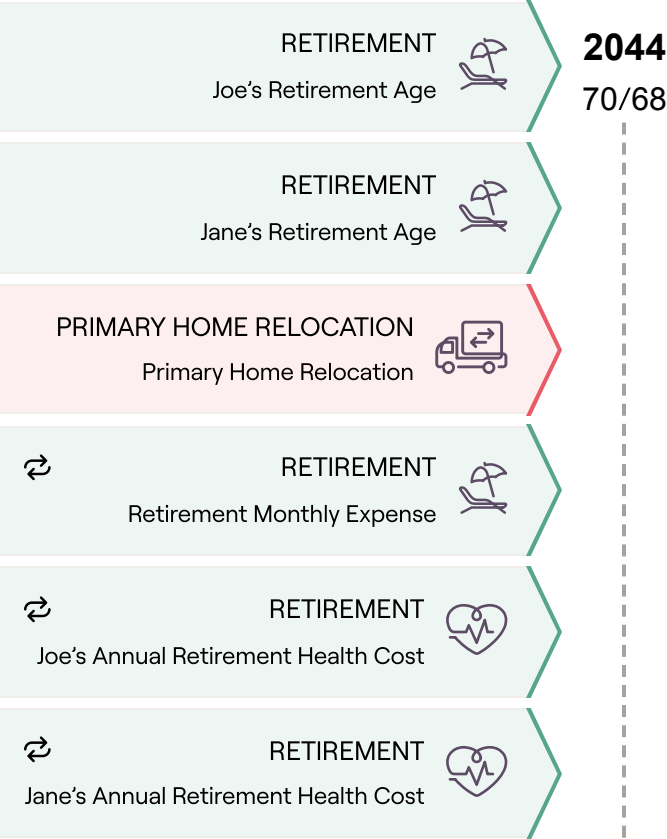 RETIREMENT
Joe’s Retirement Age
2044
70/68
RETIREMENT
Jane’s Retirement Age
PRIMARY HOME RELOCATION
Primary Home Relocation
RETIREMENT
Retirement Monthly Expense
RETIREMENT
Joe’s Annual Retirement Health Cost
RETIREMENT
Jane’s Annual Retirement Health Cost